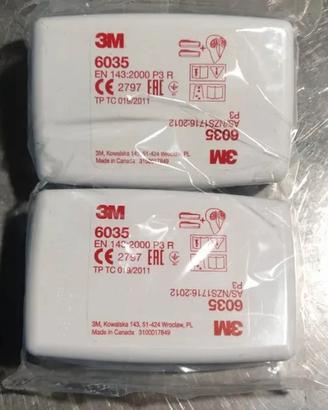 3M
6035
EN 143:2000 P3 R
CE 2797 EAC
TP TC 019/2011
AS/NZS1716:2012
P3
6035
3M
3M, Kowalska 143, 51-424 Wroclaw, PL
Made in Canada 3100017849
3M
6035
EN 143:2000 P3 R
CE 2797 EAC
TP TC 019/2011
AS/NZS1716:2012
P3
6035
3M
3M, Kowalska 143, 51-424 Wroclaw, PL
Made in Canada 3100017849